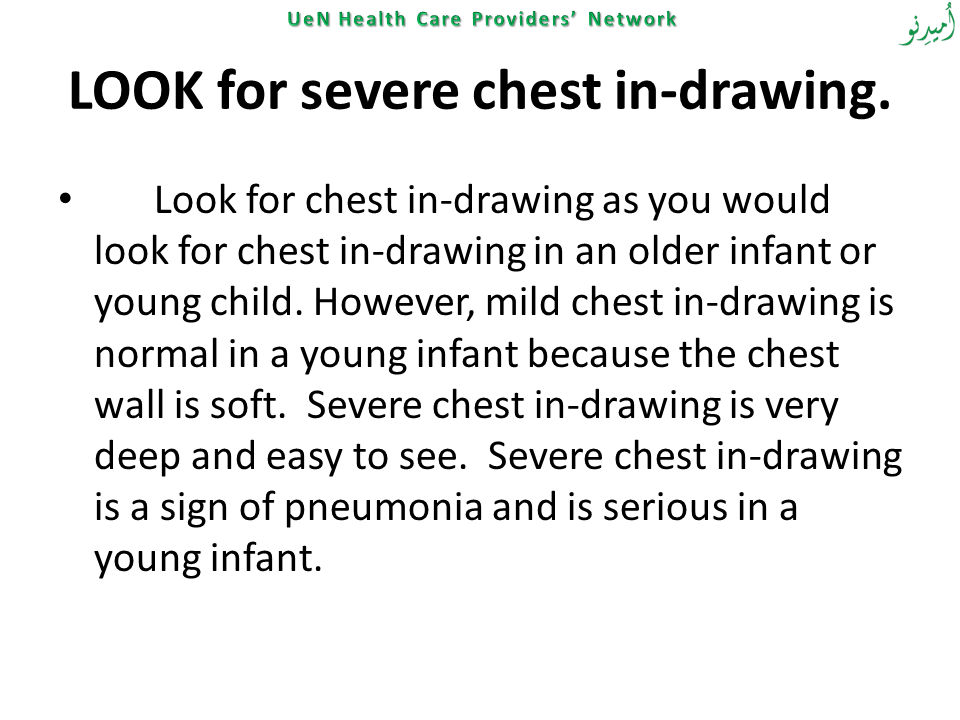 UeN Health Care Providers’ Network
اُمیدِنو
LOOK for severe chest in-drawing.
• Look for chest in-drawing as you would
look for chest in-drawing in an older infant or
young child. However, mild chest in-drawing is
normal in a young infant because the chest
wall is soft.  Severe chest in-drawing is very
deep and easy to see.  Severe chest in-drawing
is a sign of pneumonia and is serious in a
young infant.